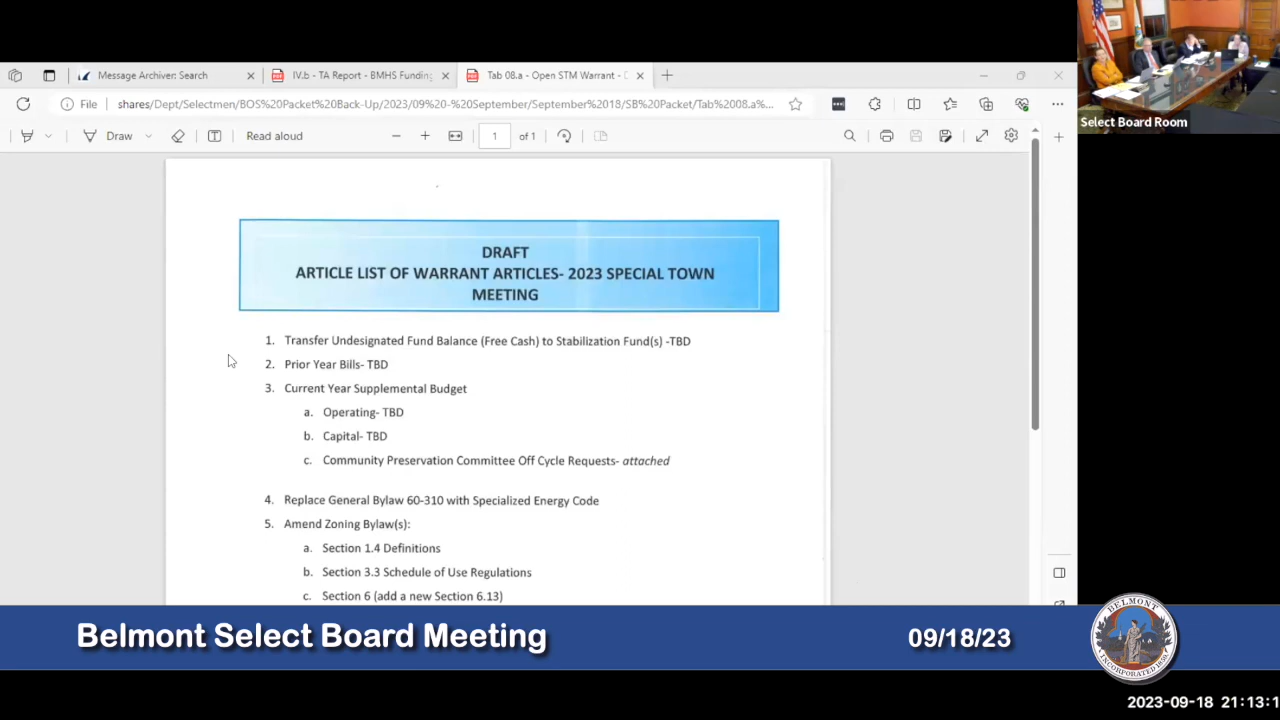 Message Archiver: Search
IV.b - TA Report - BMHS Funding
Tab 08.a - Open STM Warrant -
File
shares/Dept/Selectmen/BOS%20Packet%20Back-Up/2023/09%20-%20September/September%2018/SB%20Packet/Tab%2008.a%...
Draw
Read aloud
1
of 1
Select Board Room
DRAFT
ARTICLE LIST OF WARRANT ARTICLES- 2023 SPECIAL TOWN
MEETING
1. Transfer Undesignated Fund Balance (Free Cash) to Stabilization Fund(s) -TBD
2. Prior Year Bills- TBD
3. Current Year Supplemental Budget
a. Operating- TBD
b. Capital- TBD
c. Community Preservation Committee Off Cycle Requests- attached
4. Replace General Bylaw 60-310 with Specialized Energy Code
5. Amend Zoning Bylaw(s):
a. Section 1.4 Definitions
b. Section 3.3 Schedule of Use Regulations
c. Section 6 (add a new Section 6.13)
Belmont Select Board Meeting
09/18/23
BELMONT
INCORPORATED 1859
2023-09-18 21:13:1